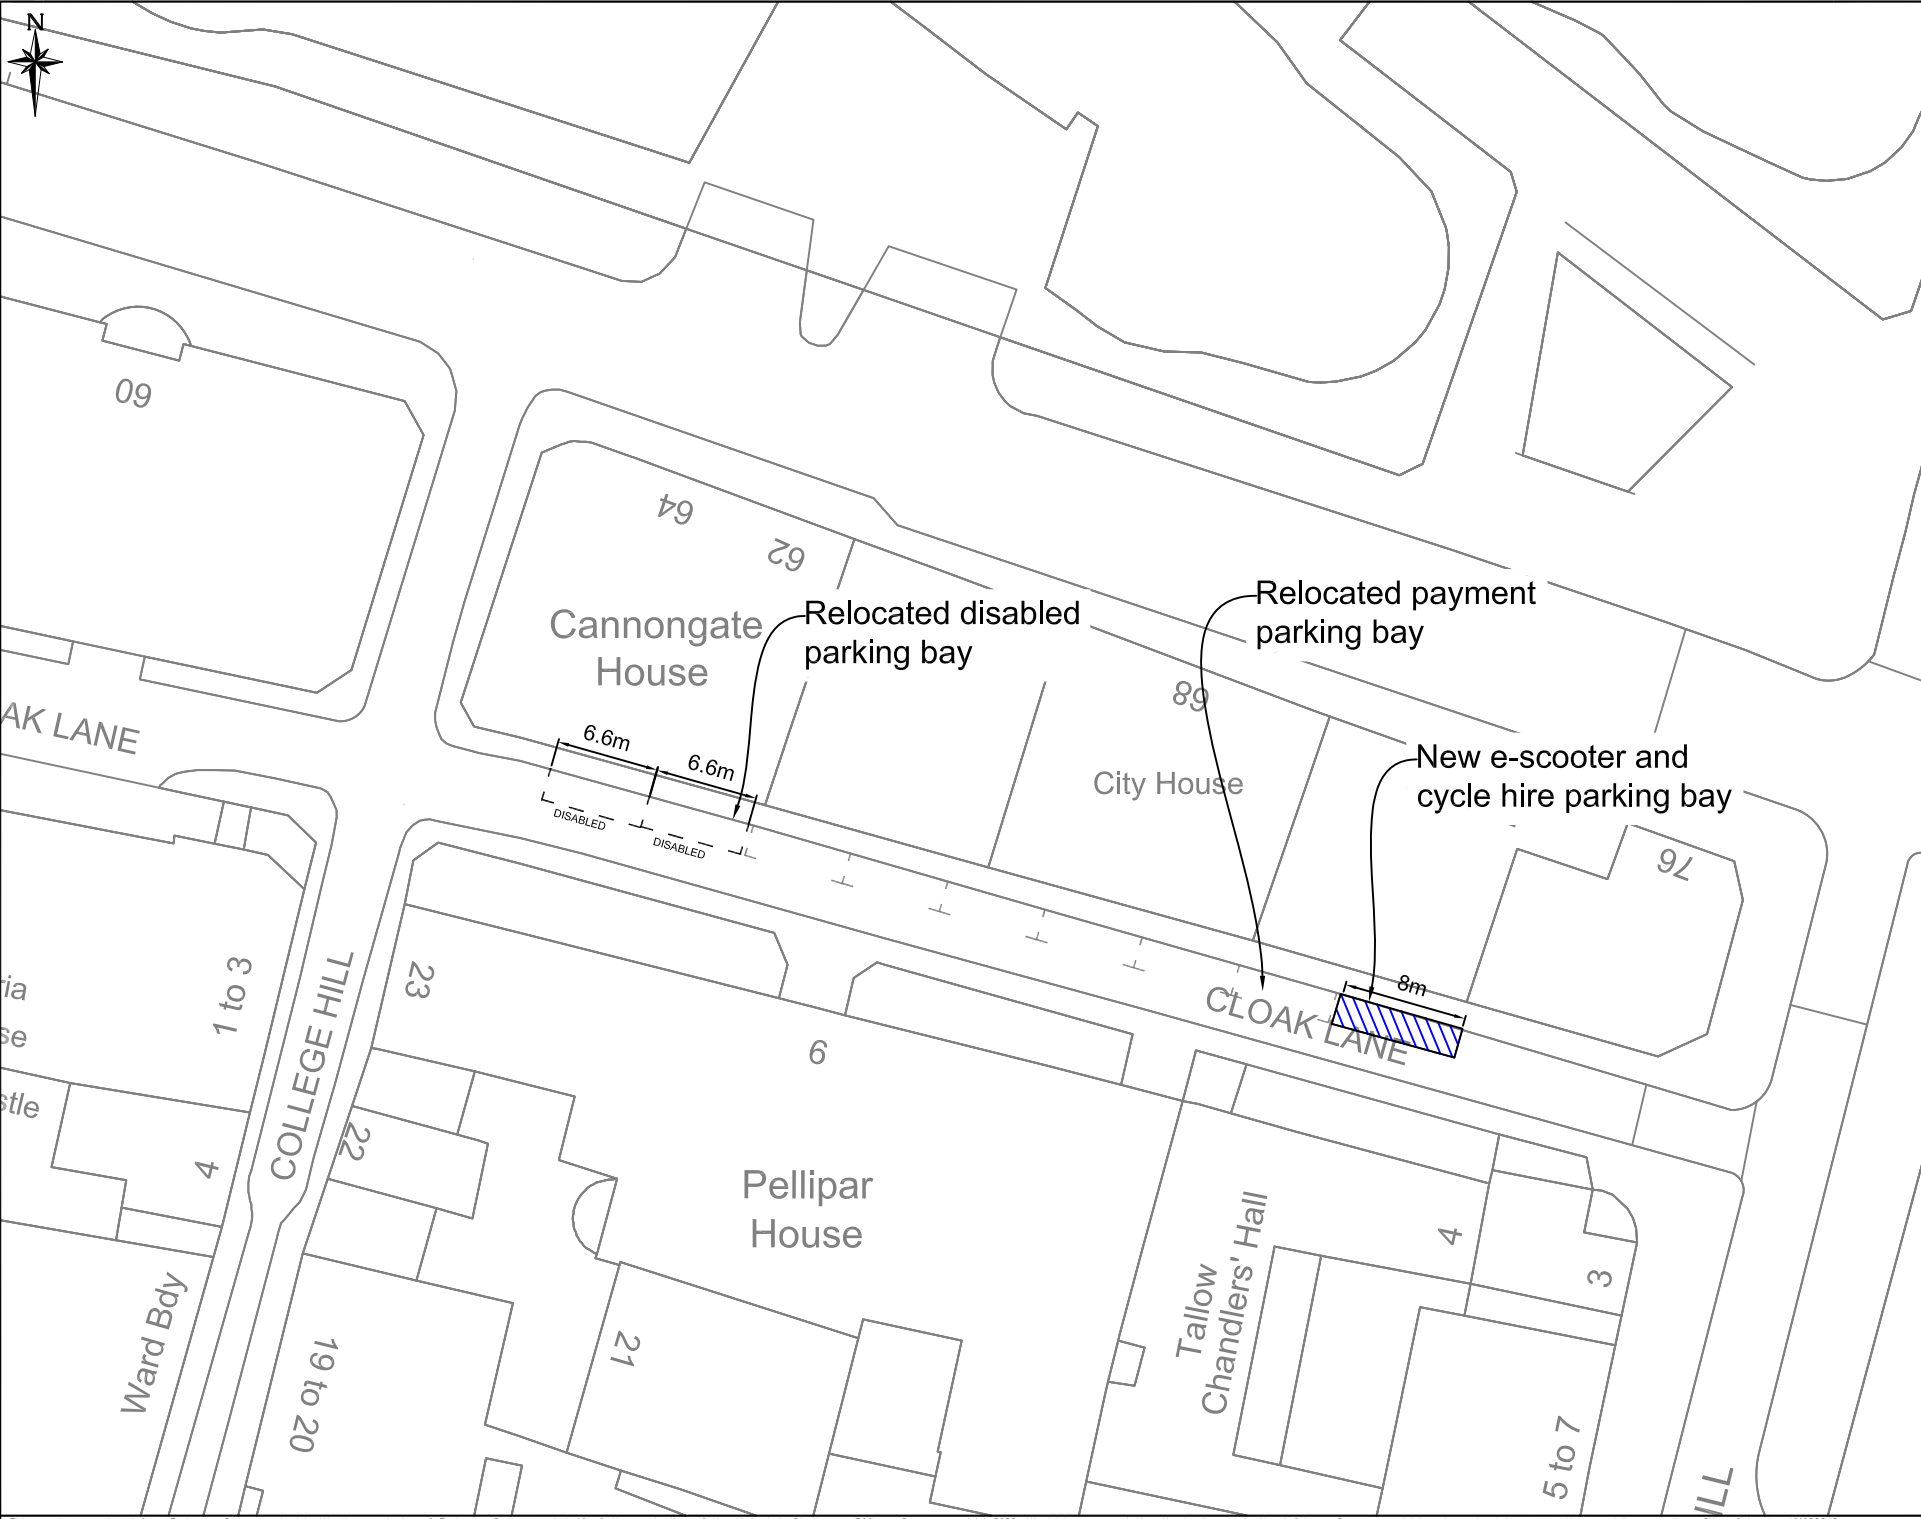 N
60
64
62
Cannongate
House
Relocated disabled
parking bay
Relocated payment
parking bay
68
City House
New e-scooter and
cycle hire parking bay
76
AK LANE
6.6m
6.6m
DISABLED
DISABLED
8m
CLOAK LANE
1 to 3
COLLEGE HILL
23
6
ria
se
stle
4
22
Pellipar
House
Tallow
Chandlers' Hall
4
3
Ward Bdy
19 to 20
21
5 to 7
ILL